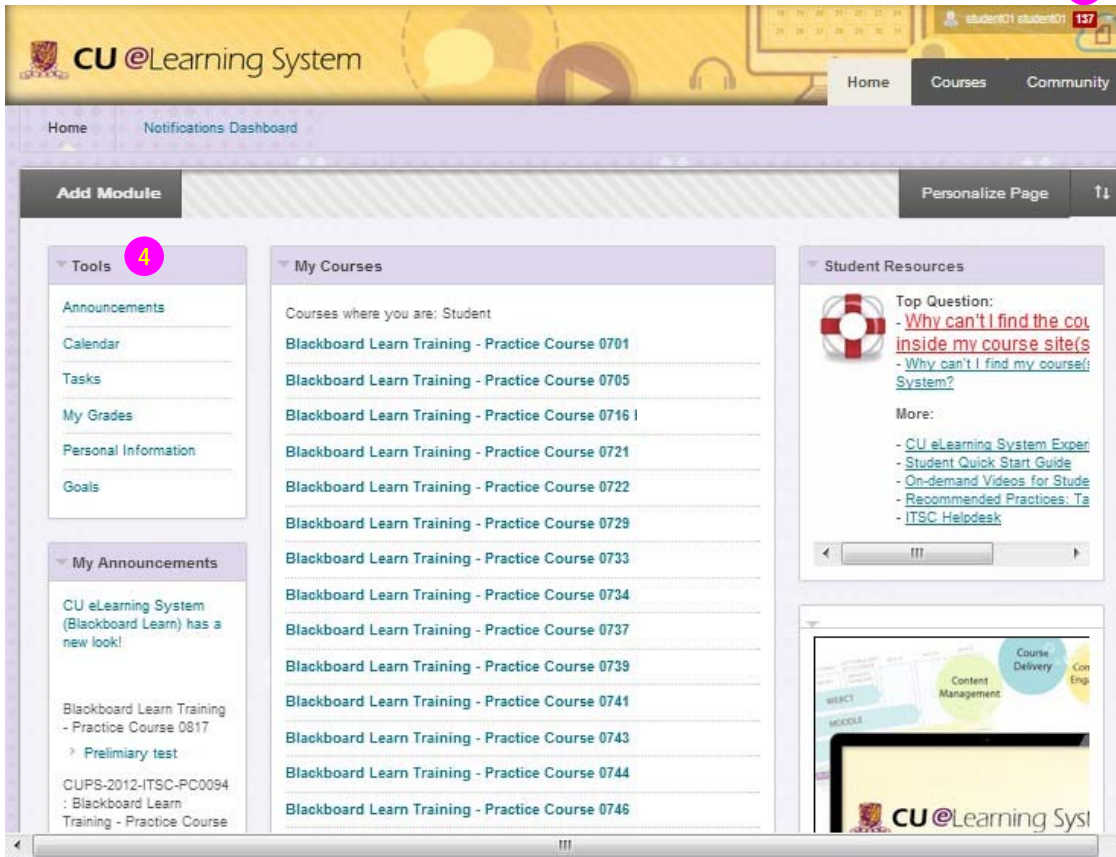 student01 student01 137
CU @Learning System
Home Courses Community
Home Notifications Dashboard
Add Module
Personalize Page
Tools 4
Announcements
Calendar
Tasks
My Grades
Personal Information
Goals
My Announcements
CU eLearning System
(Blackboard Learn) has a
new look!
Blackboard Learn Training
- Practice Course 0817
Prelimiary test
CUPS-2012-ITSC-PC0094
: Blackboard Learn
Training - Practice Course
My Courses
Courses where you are: Student
Blackboard Learn Training - Practice Course 0701
Blackboard Learn Training - Practice Course 0705
Blackboard Learn Training - Practice Course 0716 I
Blackboard Learn Training - Practice Course 0721
Blackboard Learn Training - Practice Course 0722
Blackboard Learn Training - Practice Course 0729
Blackboard Learn Training - Practice Course 0733
Blackboard Learn Training - Practice Course 0734
Blackboard Learn Training - Practice Course 0737
Blackboard Learn Training - Practice Course 0739
Blackboard Learn Training - Practice Course 0741
Blackboard Learn Training - Practice Course 0743
Blackboard Learn Training - Practice Course 0744
Blackboard Learn Training - Practice Course 0746
Student Resources
Top Question:
- Why can't I find the cou
inside my course site(s
- Why can't I find my course(s
System?
More:
- CU eLearning System Exper
- Student Quick Start Guide
- On-demand Videos for Stude
- Recommended Practices: Ta
- ITSC Helpdesk
Course
Delivery
Content
Management
Con
Eng
WEBCT
MOODLE
CU @Learning Syst